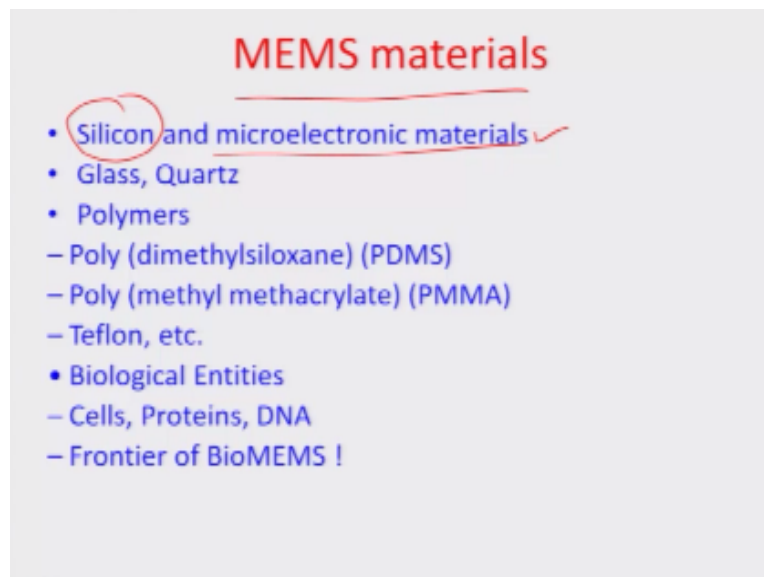 MEMS materials
• Silicon and microelectronic materials
• Glass, Quartz
• Polymers
– Poly (dimethylsiloxane) (PDMS)
– Poly (methyl methacrylate) (PMMA)
– Teflon, etc.
• Biological Entities
– Cells, Proteins, DNA
– Frontier of BioMEMS !